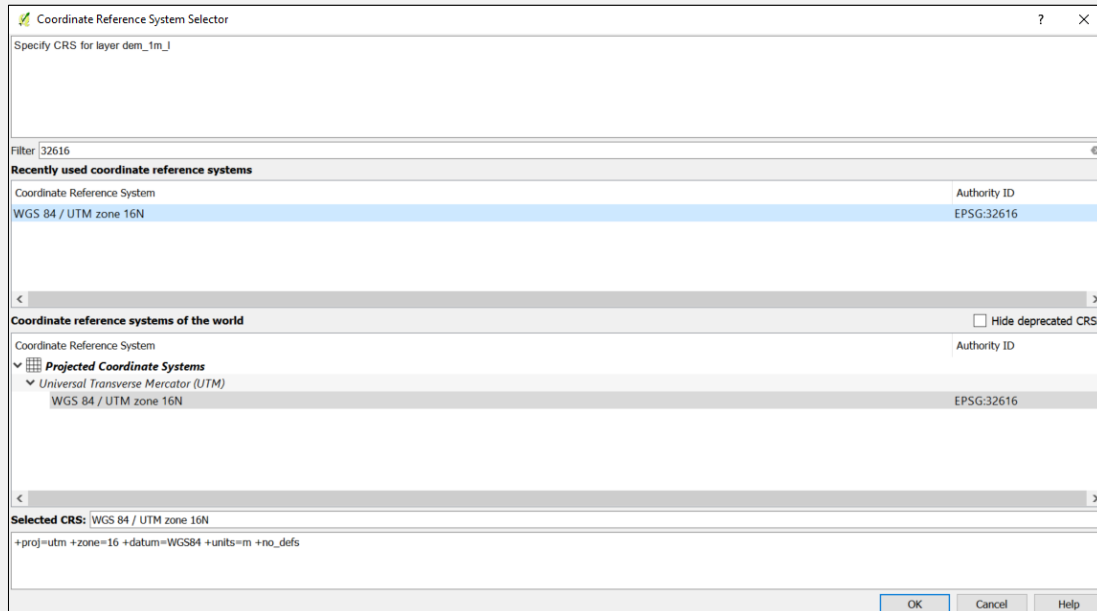 Coordinate Reference System Selector
?
Specify CRS for layer dem_1m_l
Filter 32616
Recently used coordinate reference systems
Coordinate Reference System Authority ID
WGS 84 / UTM zone 16N EPSG:32616
Coordinate reference systems of the world Hide deprecated CRS
Coordinate Reference System Authority ID
Projected Coordinate Systems
Universal Transverse Mercator (UTM)
WGS 84 / UTM zone 16N EPSG:32616
Selected CRS: WGS 84 / UTM zone 16N
+proj=utm +zone=16 +datum=WGS84 +units=m +no_defs
OK Cancel Help